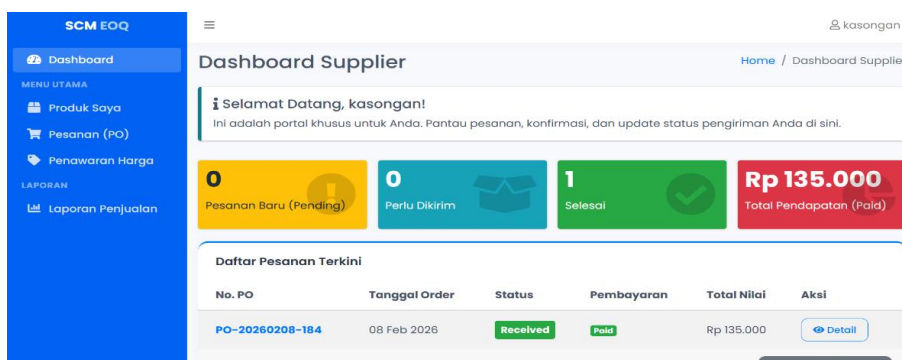 SCM EOQ
kasongan
Dashboard
MENU UTAMA
Produk Saya
Pesanan (PO)
Penawaran Harga
LAPORAN
Laporan Penjualan
Dashboard Supplier
Home / Dashboard Supplie
Selamat Datang, kasongan!
Ini adalah portal khusus untuk Anda. Pantau pesanan, konfirmasi, dan update status pengiriman Anda di sini.
0
Pesanan Baru (Pending)
0
Perlu Dikirim
1
Selesai
Rp 135.000
Total Pendapatan (Paid)
Daftar Pesanan Terkini
No. PO Tanggal Order Status Pembayaran Total Nilai Aksi
PO-20260208-184 08 Feb 2026 Received Paid Rp 135.000 Detail